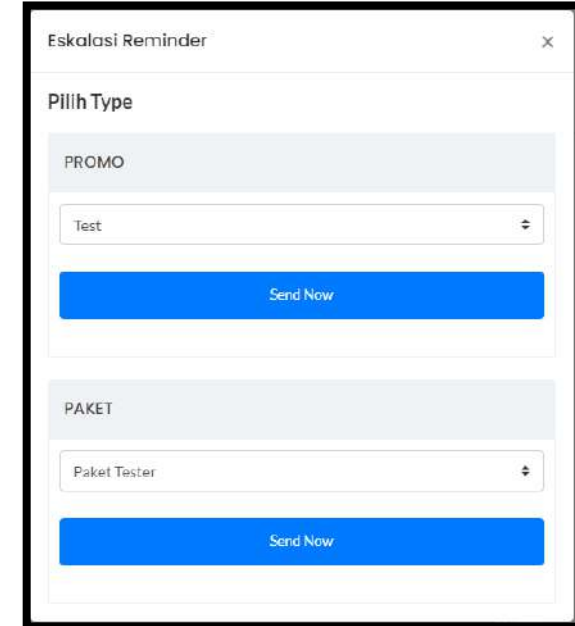 Eskalasi Reminder ×
Pilih Type
PROMO
Test
Send Now
PAKET
Paket Tester
Send Now